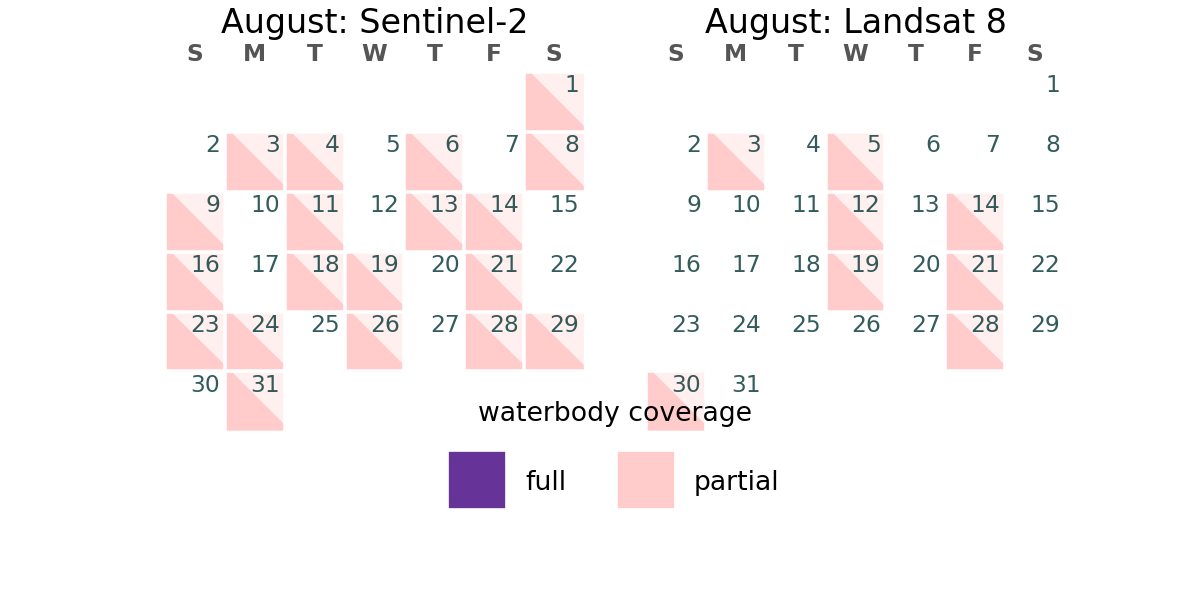 August: Sentinel-2
S M T W T F S
1
2 3 4 5 6 7 8
9 10 11 12 13 14 15
16 17 18 19 20 21 22
23 24 25 26 27 28 29
30 31
August: Landsat 8
S M T W T F S
1
2 3 4 5 6 7 8
9 10 11 12 13 14 15
16 17 18 19 20 21 22
23 24 25 26 27 28 29
30 31
waterbody coverage
full partial